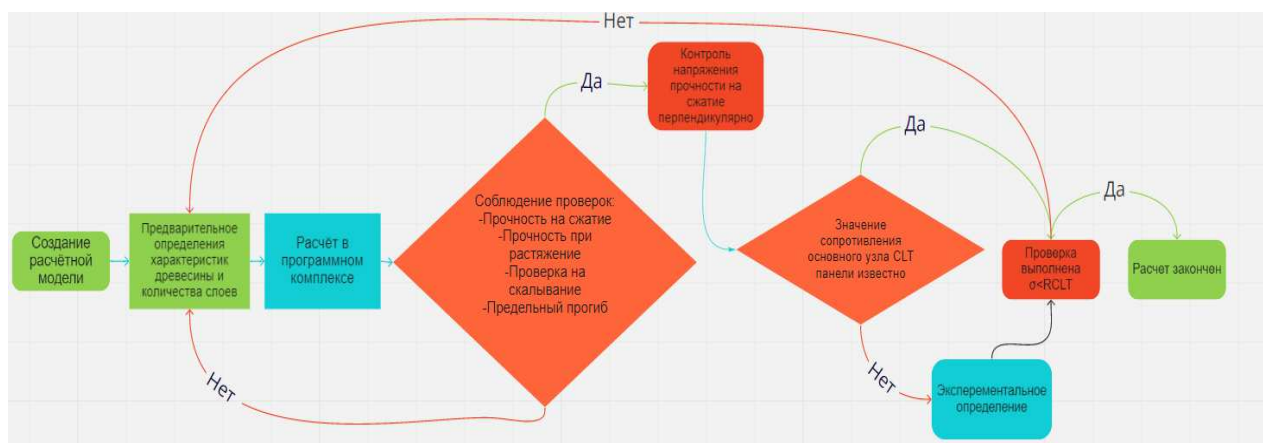 Нет
Контроль
напряжения
прочности на
сжатие
перпендикулярно
Да
Да
Соблюдение проверок:
-Прочность на сжатие
-Прочность при
растяжение
-Проверка на
скалывание
-Предельный прогиб
Создание
расчётной
модели
Предварительное
определения
характеристик
древесины и
количества слоев
Расчёт в
программном
комплексе
Значение
сопротивления
основного узла CLT
панели известно
Да
Проверка
выполнена
σ<RCLT
Расчет закончен
Нет
Нет
Эксперементальное
определение